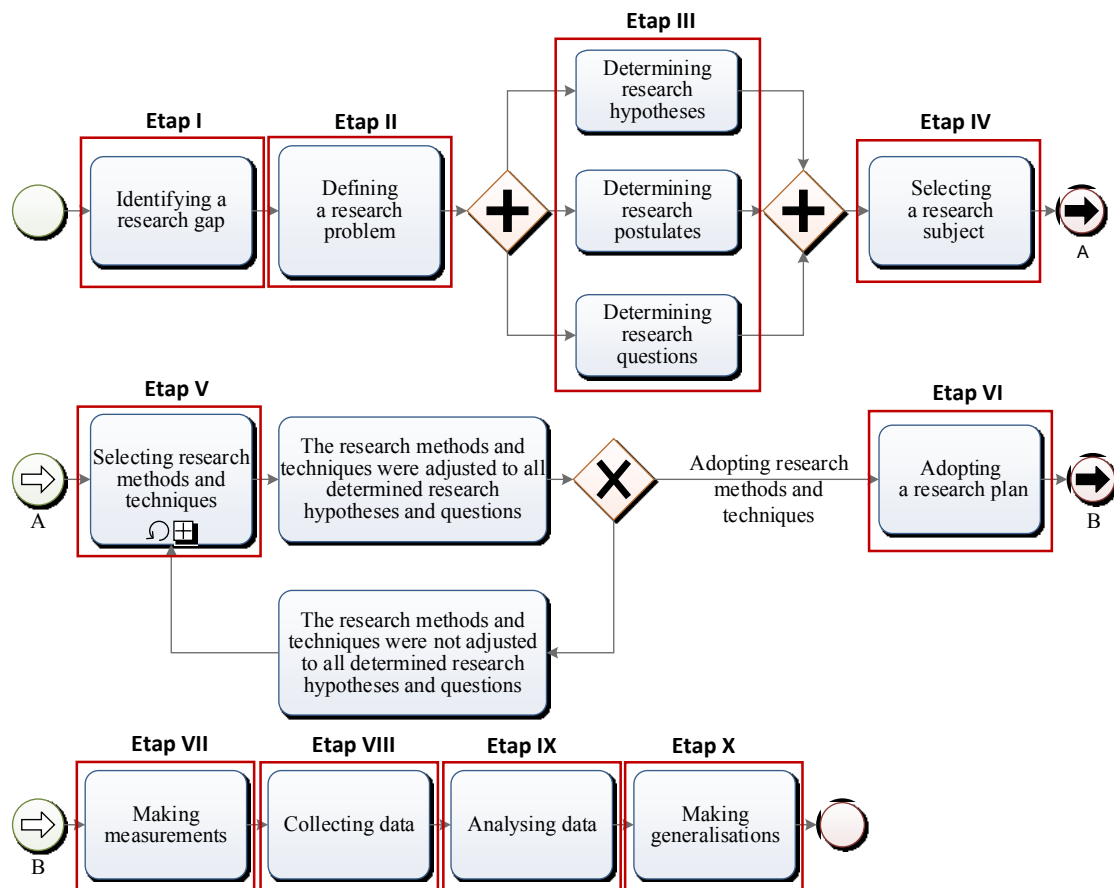 Etap I
Identifying a
research gap
Etap II
Defining
a research
problem
Etap III
Determining
research
hypotheses
Determining
research
postulates
Determining
research
questions
Etap IV
Selecting
a research
subject
A
Etap V
A
Selecting research
methods and
techniques
The research methods and
techniques were adjusted to all
determined research
hypotheses and questions
Adopting research
methods and
techniques
Etap VI
Adopting
a research plan
B
The research methods and
techniques were not adjusted
to all determined research
hypotheses and questions
B
Etap VII
Making
measurements
Etap VIII
Collecting data
Etap IX
Analysing data
Etap X
Making
generalisations